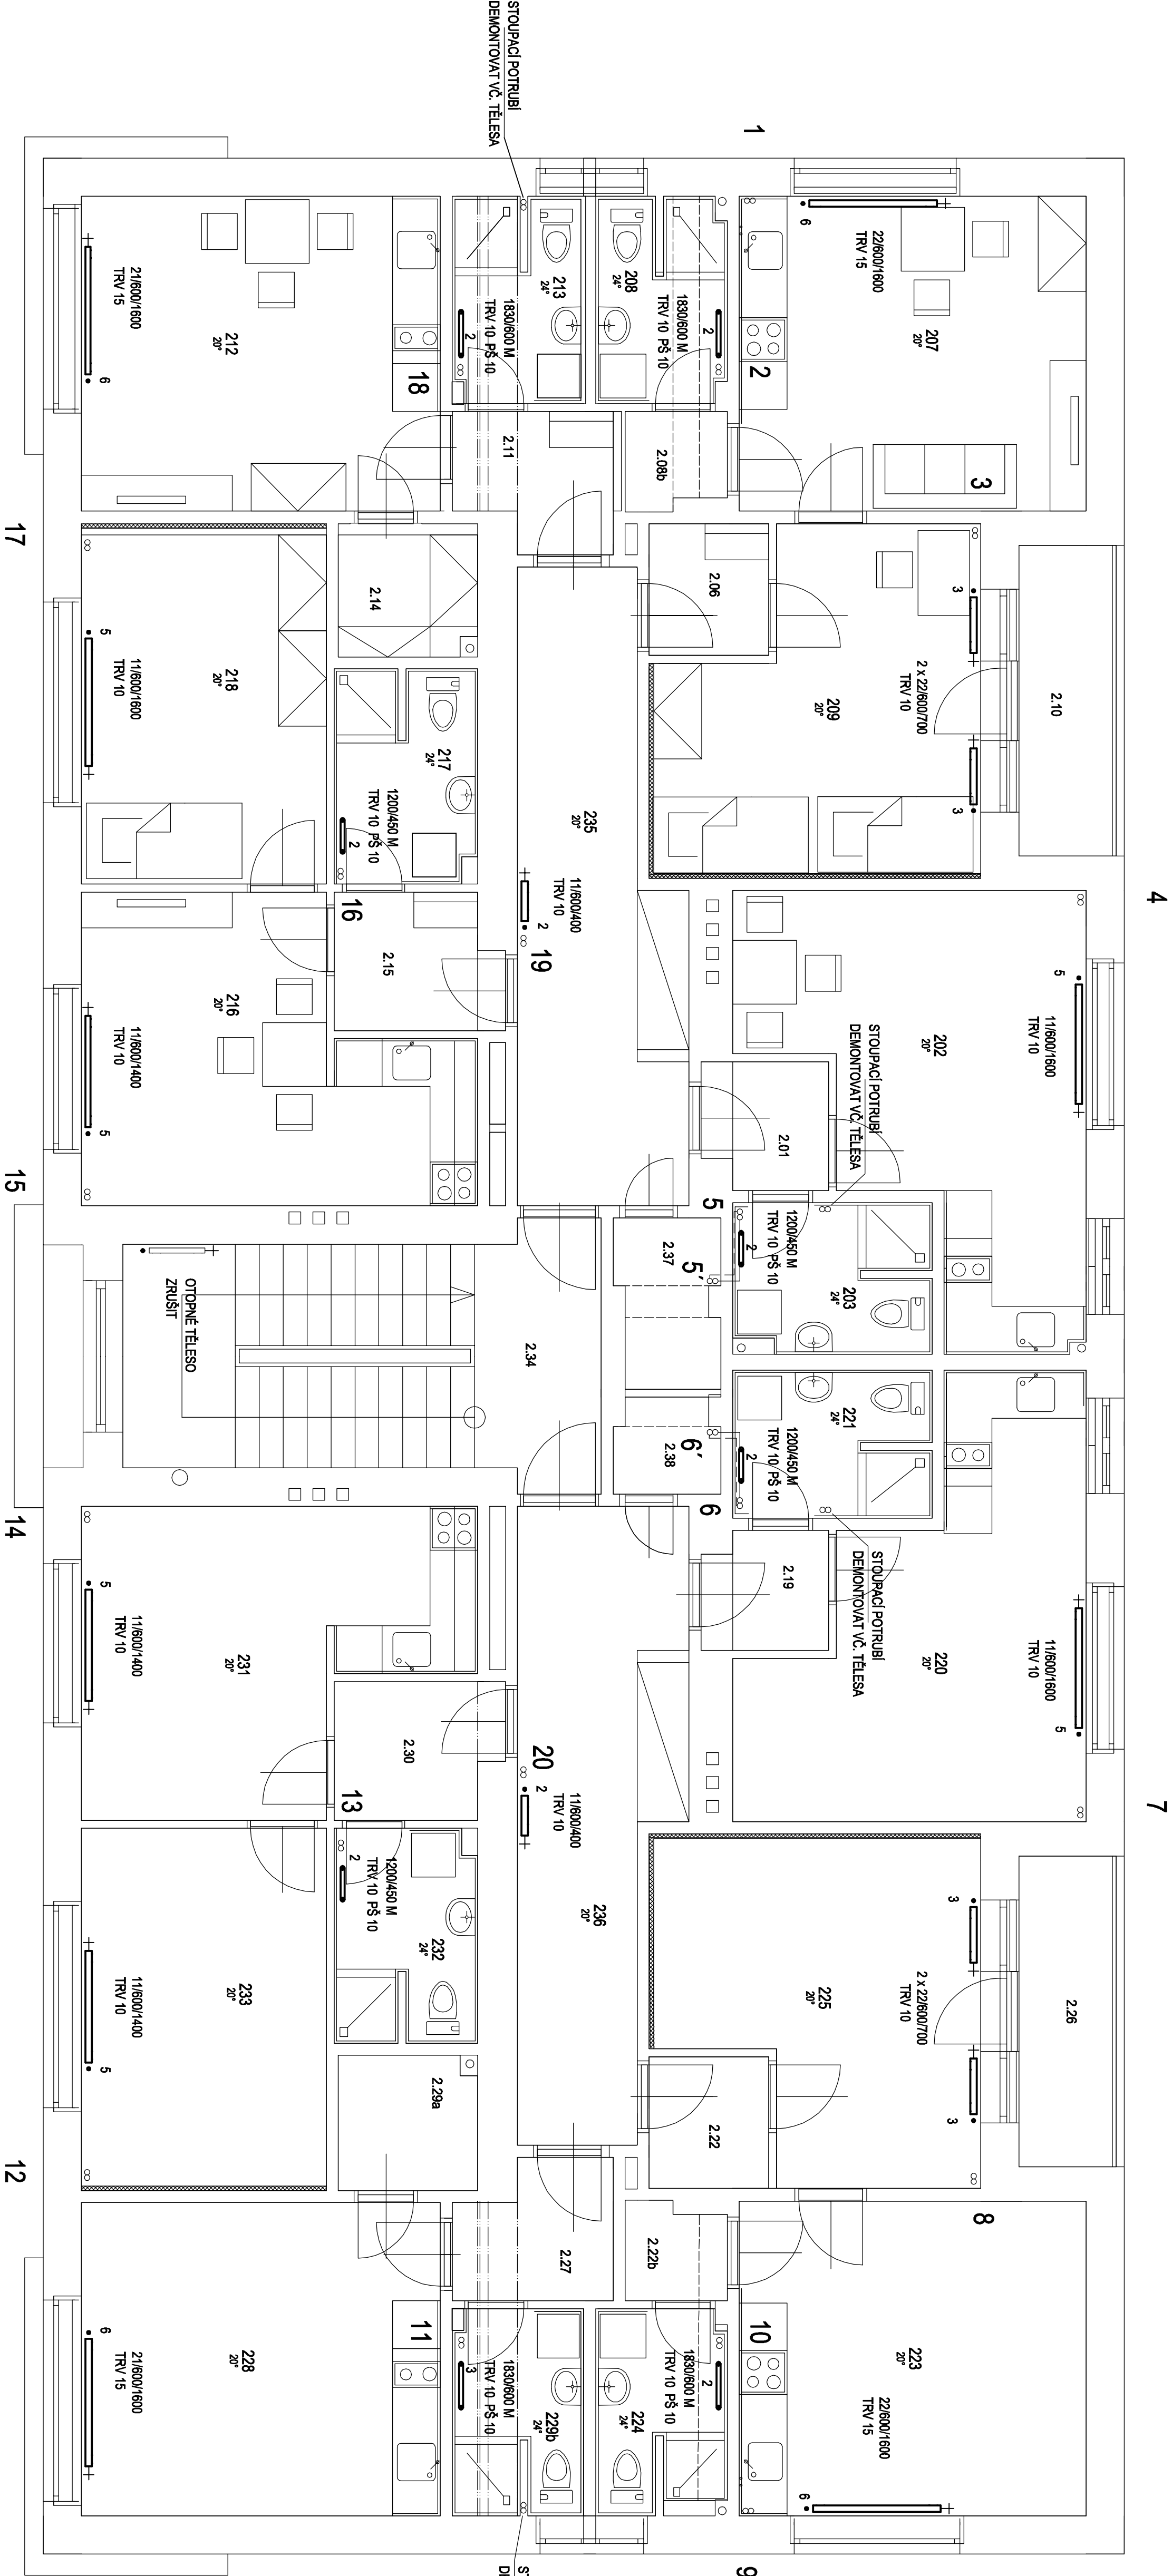 STOUPACÍ POTRUBÍ
DEMONTOVAT VČ. TĚLESA
1
2
3
4
5
5´
6´
6
7
8
9
10
11
12
13
14
15
16
17
18
19
20
22/600/1600
TRV 15
6
207
20°
1830/600 M
TRV 10 PŠ 10
2
208
24°
2.08b
213
24°
1830/600 M
TRV 10 PŠ 10
2
2.11
212
20°
21/600/1600
TRV 15
6
2.10
3
2 x 22/600/700
TRV 10
3
209
20°
2.06
2.14
218
20°
11/600/1600
TRV 10
5
217
24°
1200/450 M
TRV 10 PŠ 10
2
235
20°
11/600/400
TRV 10
2
2.15
216
20°
11/600/1400
TRV 10
5
5
11/600/1600
TRV 10
202
20°
STOUPACÍ POTRUBÍ
DEMONTOVAT VČ. TĚLESA
2.01
1200/450 M
TRV 10 PŠ 10
2
203
24°
2.37
2.34
OTOPNÉ TĚLESO
ZRUŠIT
2.38
221
24°
1200/450 M
TRV 10 PŠ 10
2
STOUPACÍ POTRUBÍ
DEMONTOVAT VČ. TĚLESA
2.19
220
20°
11/600/1600
TRV 10
5
231
20°
11/600/1400
TRV 10
5
2.30
11/600/400
TRV 10
2
236
20°
1200/450 M
TRV 10 PŠ 10
2
232
24°
233
20°
11/600/1400
TRV 10
5
2.29a
2.26
3
2 x 22/600/700
TRV 10
3
225
20°
2.22
2.22b
2.27
223
20°
22/600/1600
TRV 15
6
1830/600 M
TRV 10 PŠ 10
2
224
24°
229b
24°
1830/600 M
TRV 10 PŠ 10
3
228
20°
21/600/1600
TRV 15
6